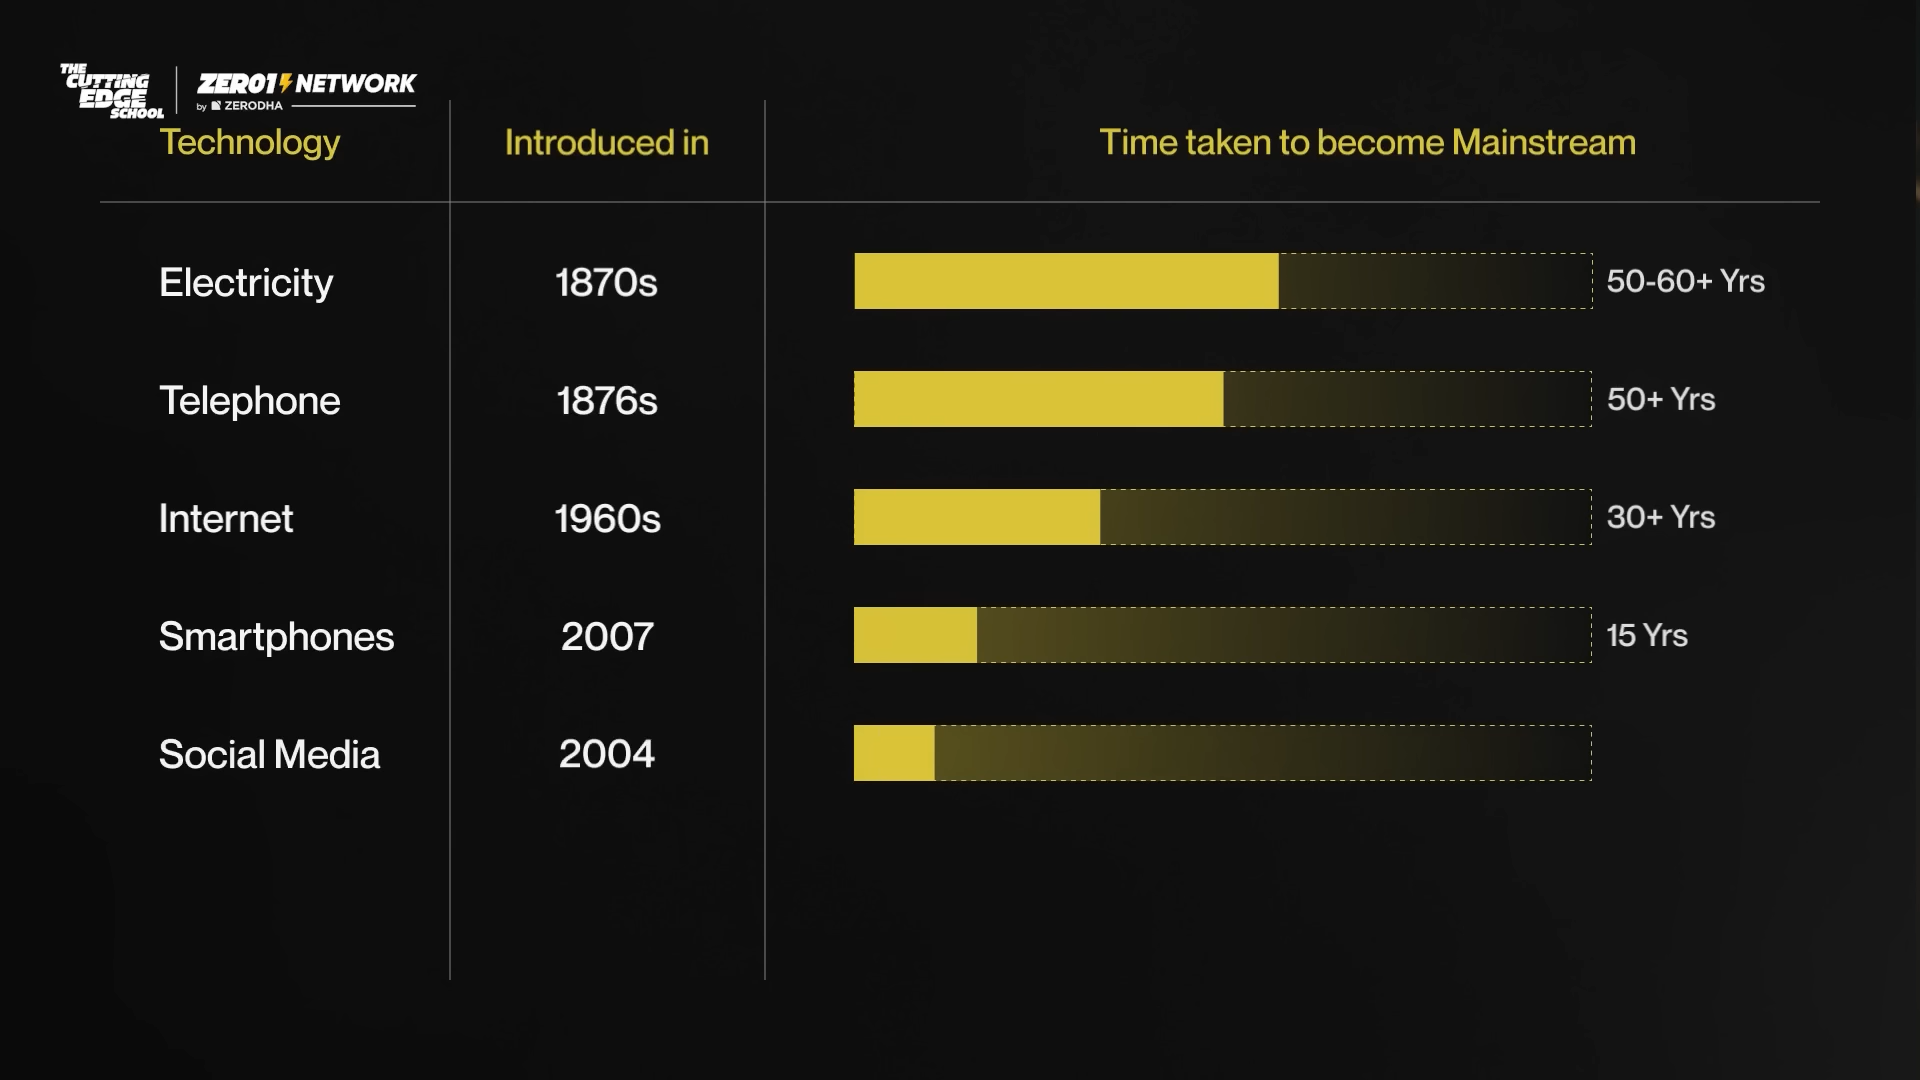 THE
CUTTING
EDGE
SCHOOL
ZERO1 NETWORK
by ZERODHA
Technology Introduced in Time taken to become Mainstream
Electricity 1870s 50-60+ Yrs
Telephone 1876s 50+ Yrs
Internet 1960s 30+ Yrs
Smartphones 2007 15 Yrs
Social Media 2004